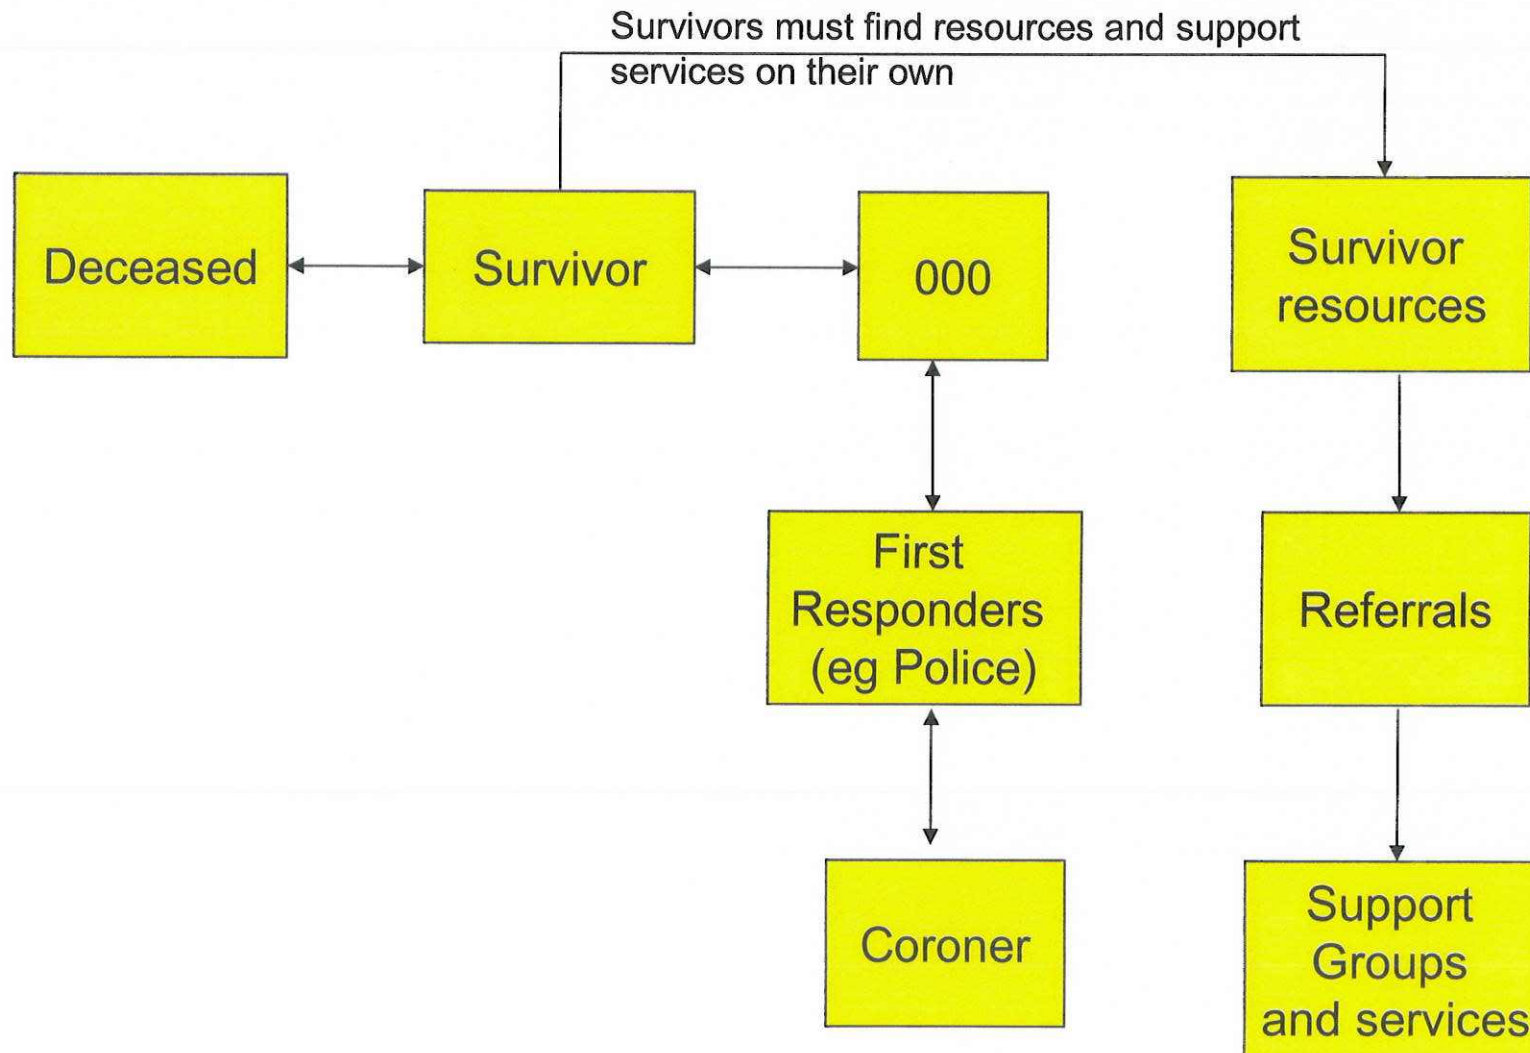 Survivors must find resources and support
services on their own
Deceased
Survivor
000
Survivor
resources
First
Responders
(eg Police)
Referrals
Coroner
Support
Groups
and services